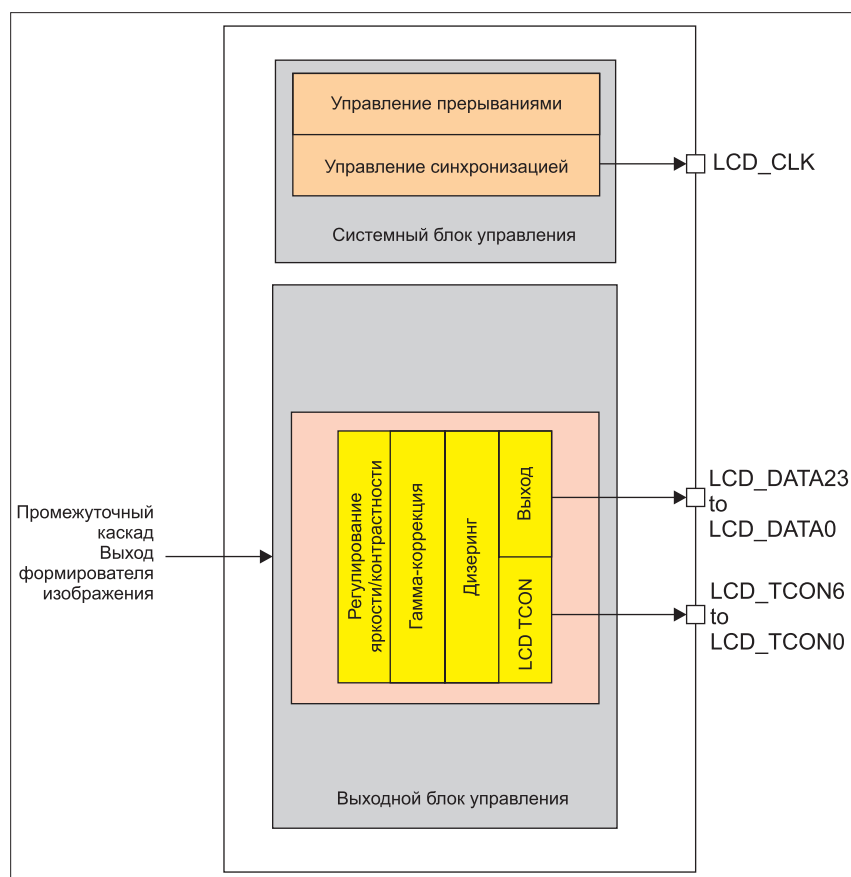 Управление прерываниями
Управление синхронизацией
LCD_CLK
Системный блок управления
Промежуточный
каскад
Выход
формирователя
изображения
Регулирование
яркости/контрастности
Гамма-коррекция
Дизеринг
Выход
LCD TCON
LCD_DATA23
to
LCD_DATA0
LCD_TCON6
to
LCD_TCON0
Выходной блок управления